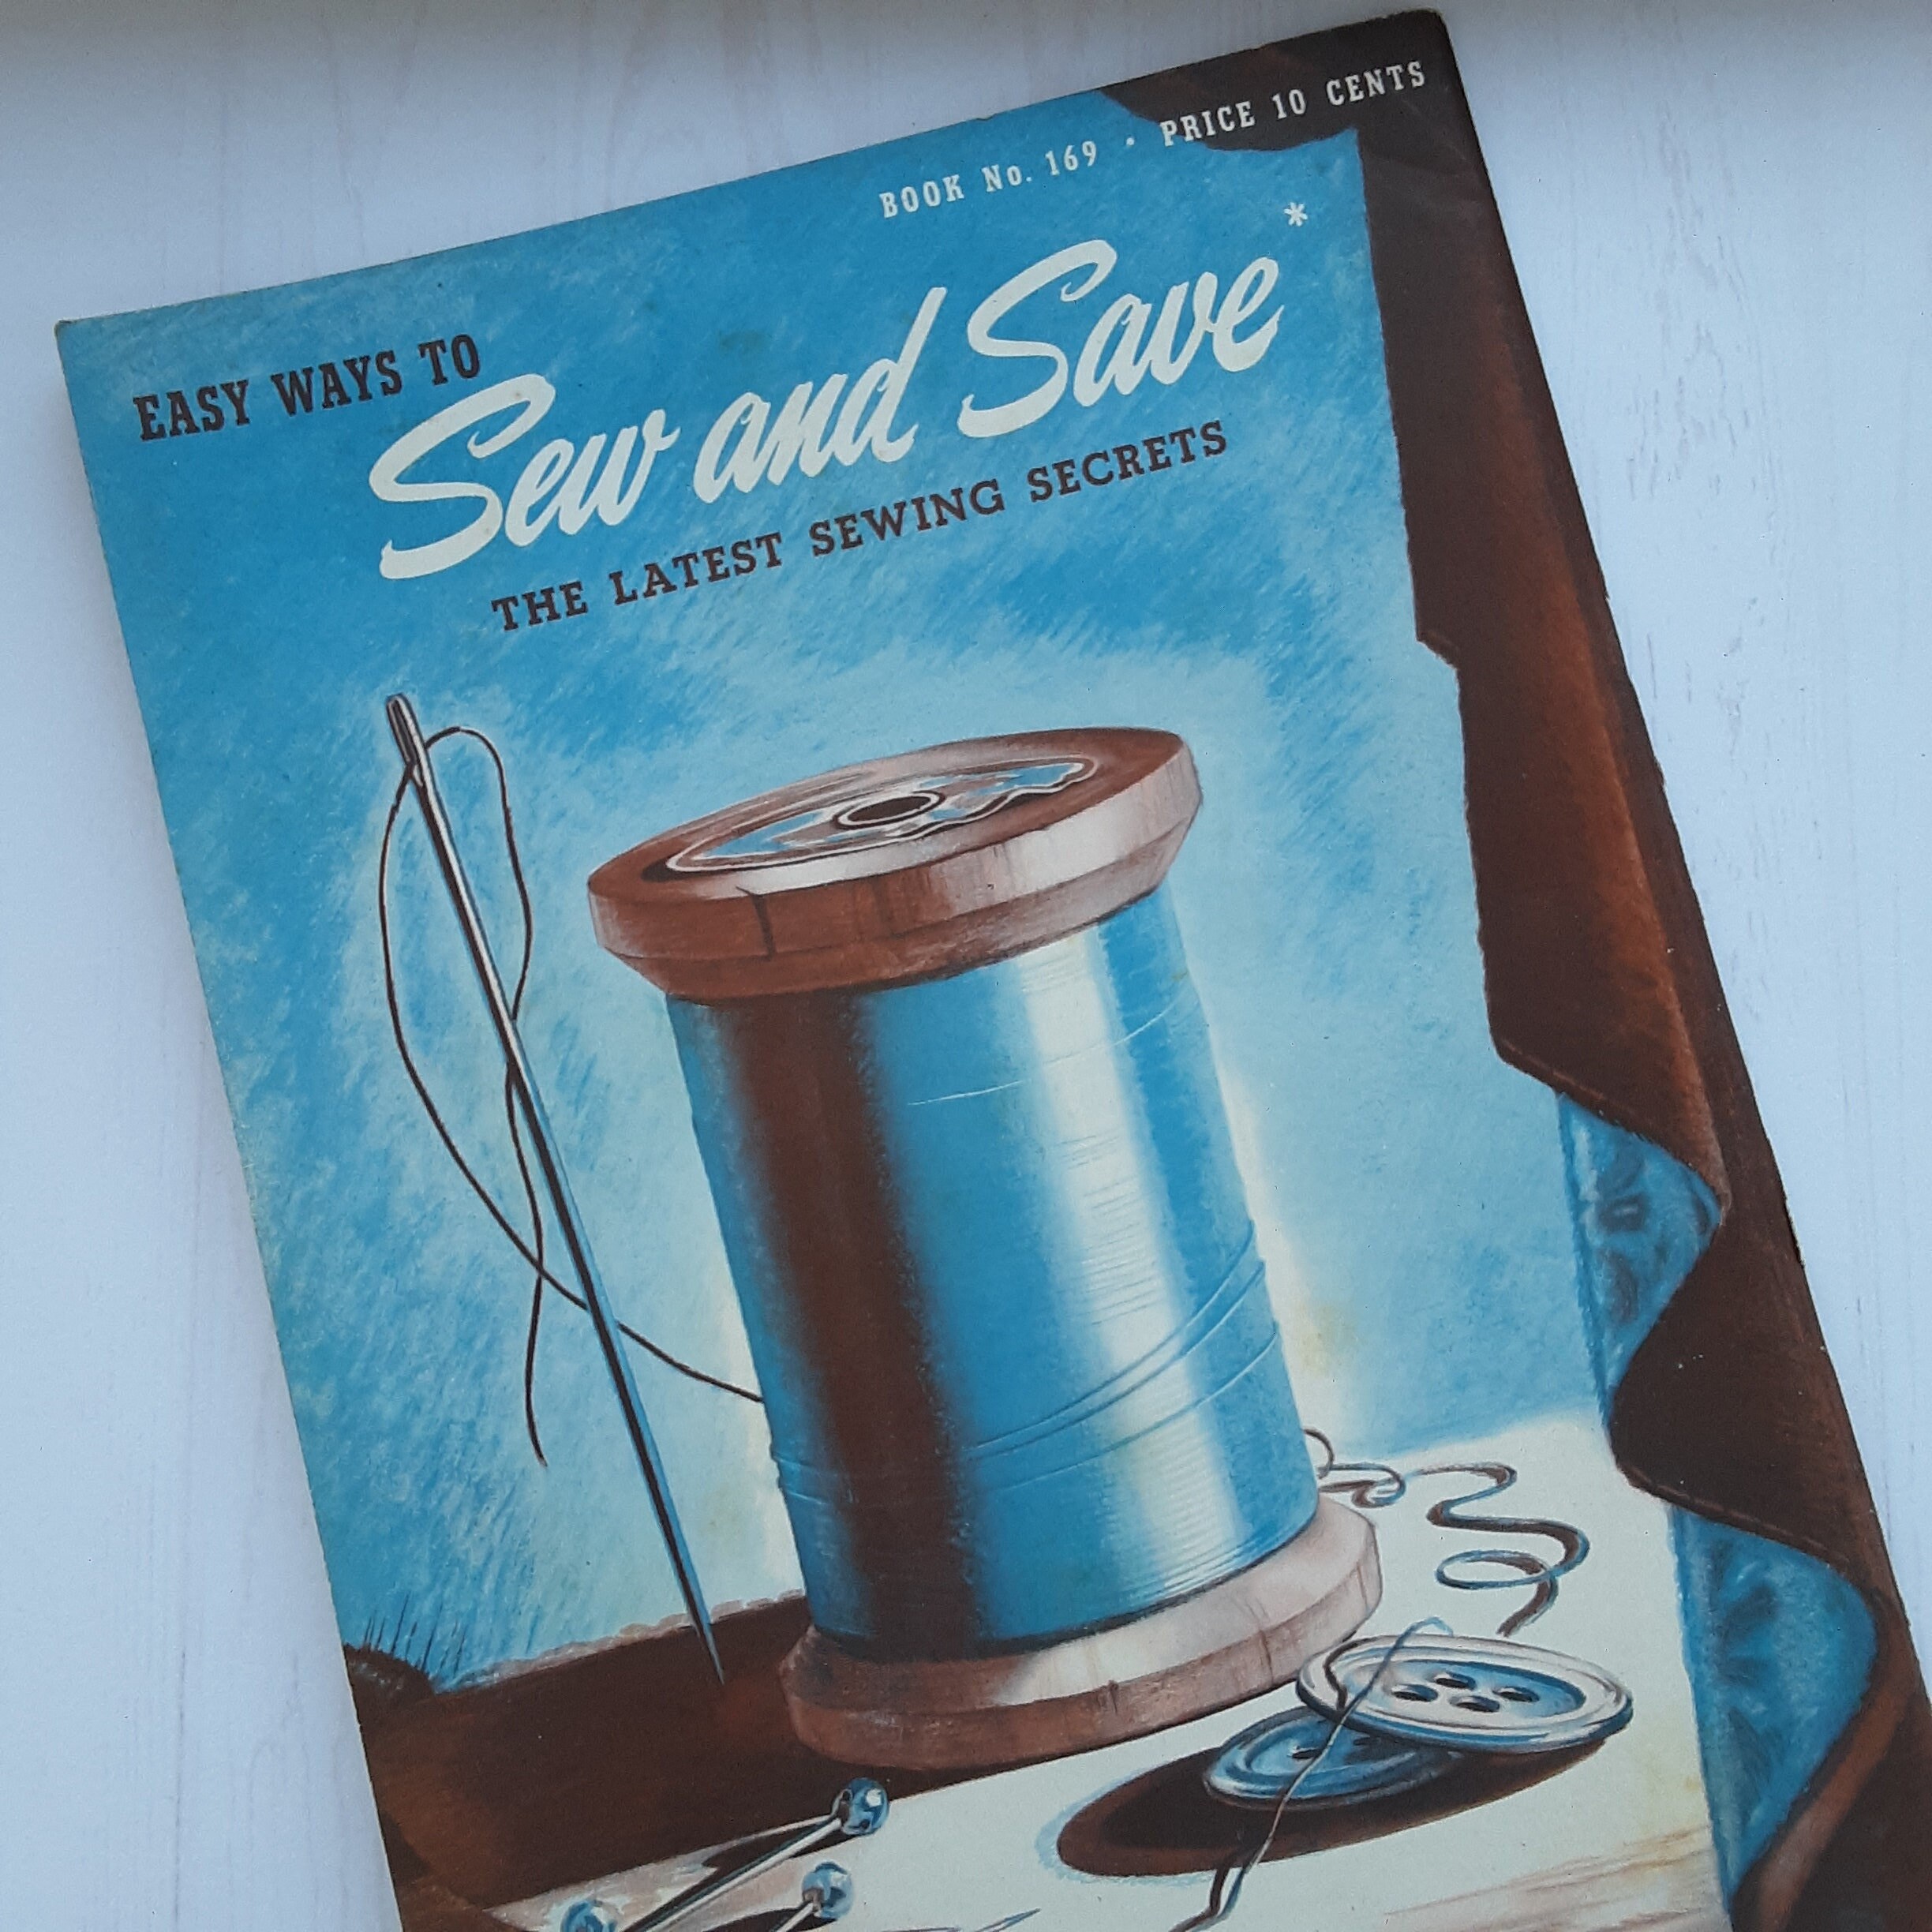 BOOK No. 169 • PRICE 10 CENTS
EASY WAYS TO
Sew and Save*
THE LATEST SEWING SECRETS